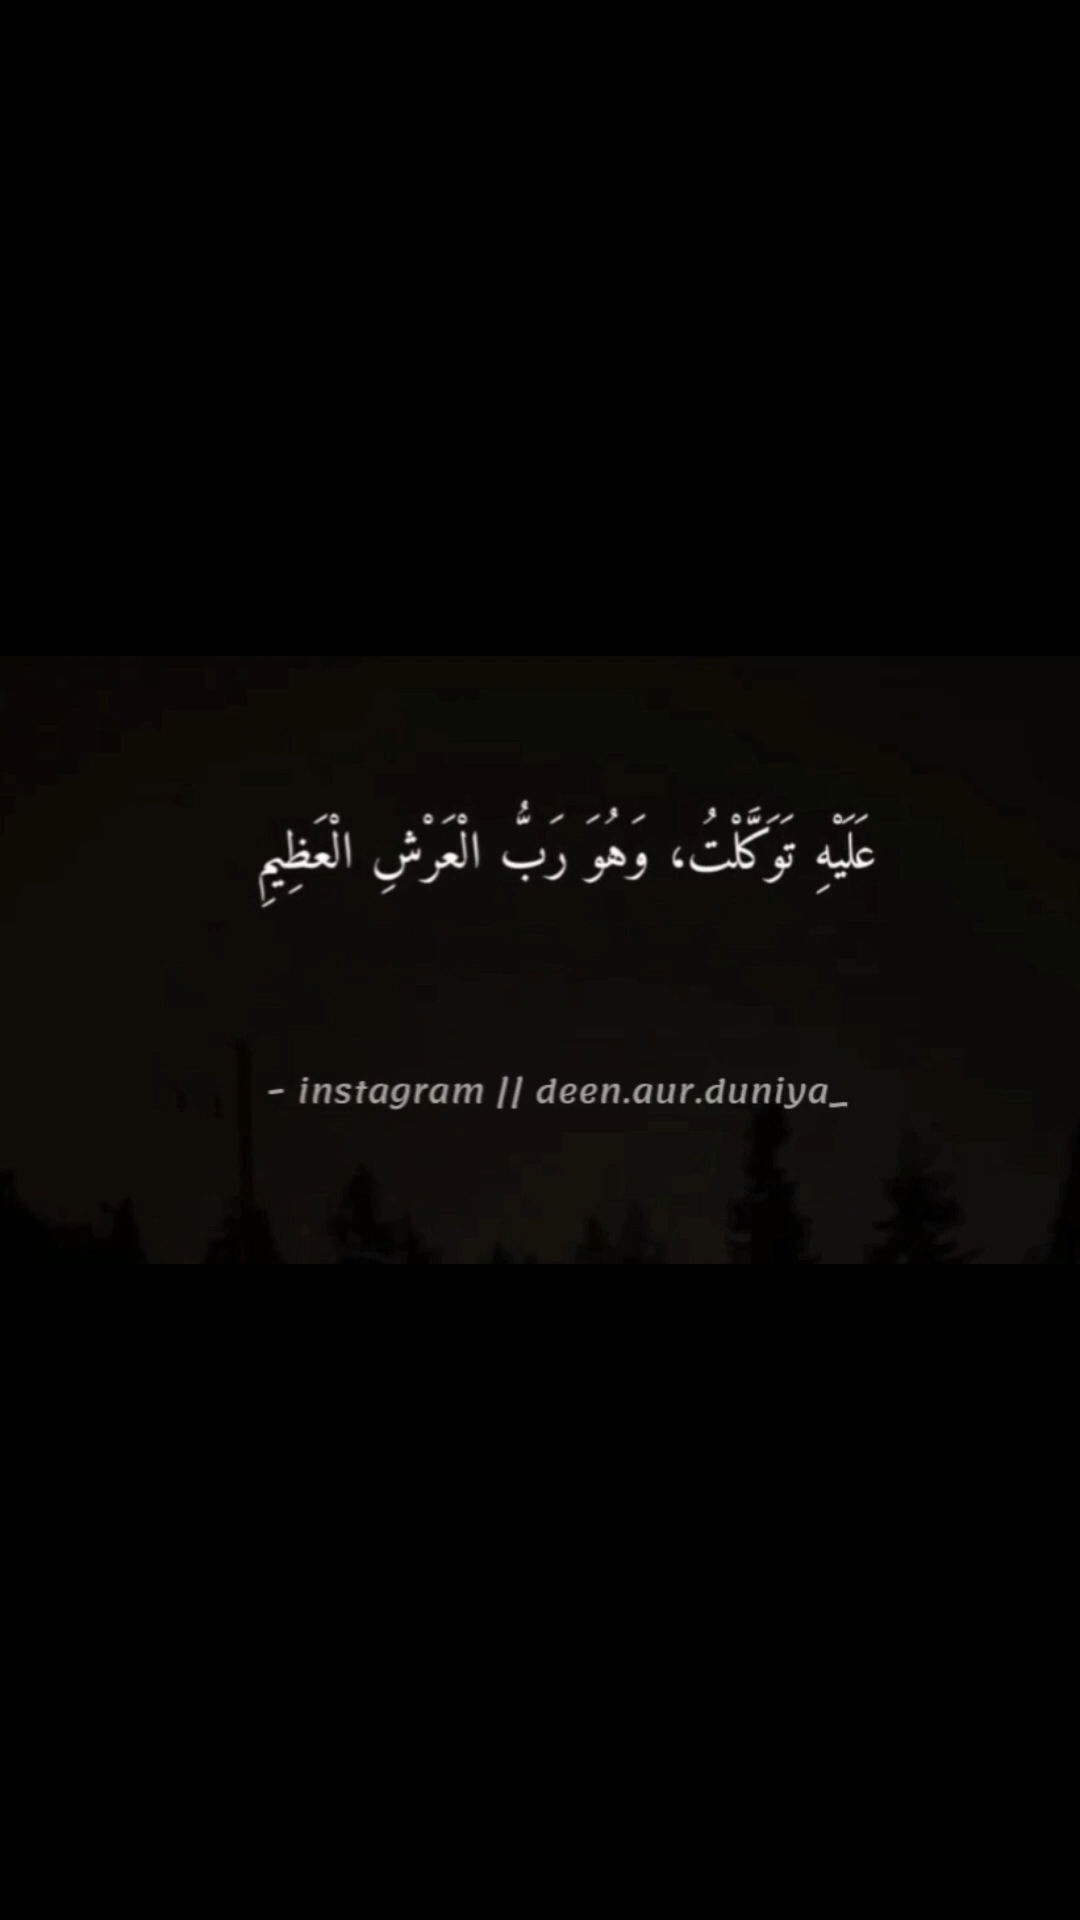 عَلَيْهِ تَوَكَّلْتُ، وَهُوَ رَبُّ الْعَرْشِ الْعَظِيمِ
- instagram || deen.aur.duniya_